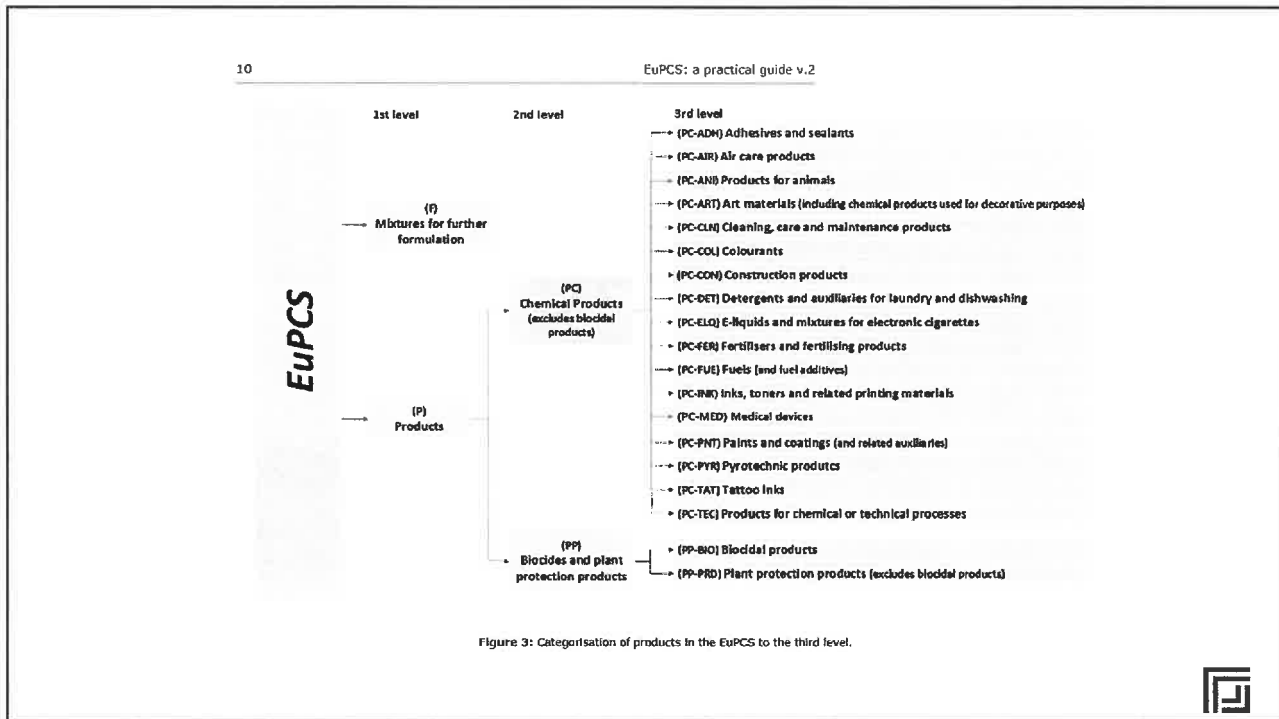 10
EuPCS: a practical guide v.2
1st level
2nd level
3rd level
EuPCS
(F)
Mixtures for further
formulation
(P)
Products
(PC)
Chemical Products
(excludes biocidal
products)
(PP)
Biocides and plant
protection products
(PC-ADH) Adhesives and sealants
(PC-AIR) Air care products
(PC-ANI) Products for animals
(PC-ART) Art materials (including chemical products used for decorative purposes)
(PC-CLN) Cleaning, care and maintenance products
(PC-COL) Colourants
(PC-CON) Construction products
(PC-DET) Detergents and auxiliaries for laundry and dishwashing
(PC-ELQ) E-liquids and mixtures for electronic cigarettes
(PC-FER) Fertilisers and fertilising products
(PC-FUE) Fuels (and fuel additives)
(PC-INK) Inks, toners and related printing materials
(PC-MED) Medical devices
(PC-PNT) Paints and coatings (and related auxiliaries)
(PC-PYR) Pyrotechnic produtcs
(PC-TAT) Tattoo inks
(PC-TEC) Products for chemical or technical processes
(PP-BIO) Biocidal products
(PP-PRD) Plant protection products (excludes biocidal products)
Figure 3: Categorisation of products in the EuPCS to the third level.